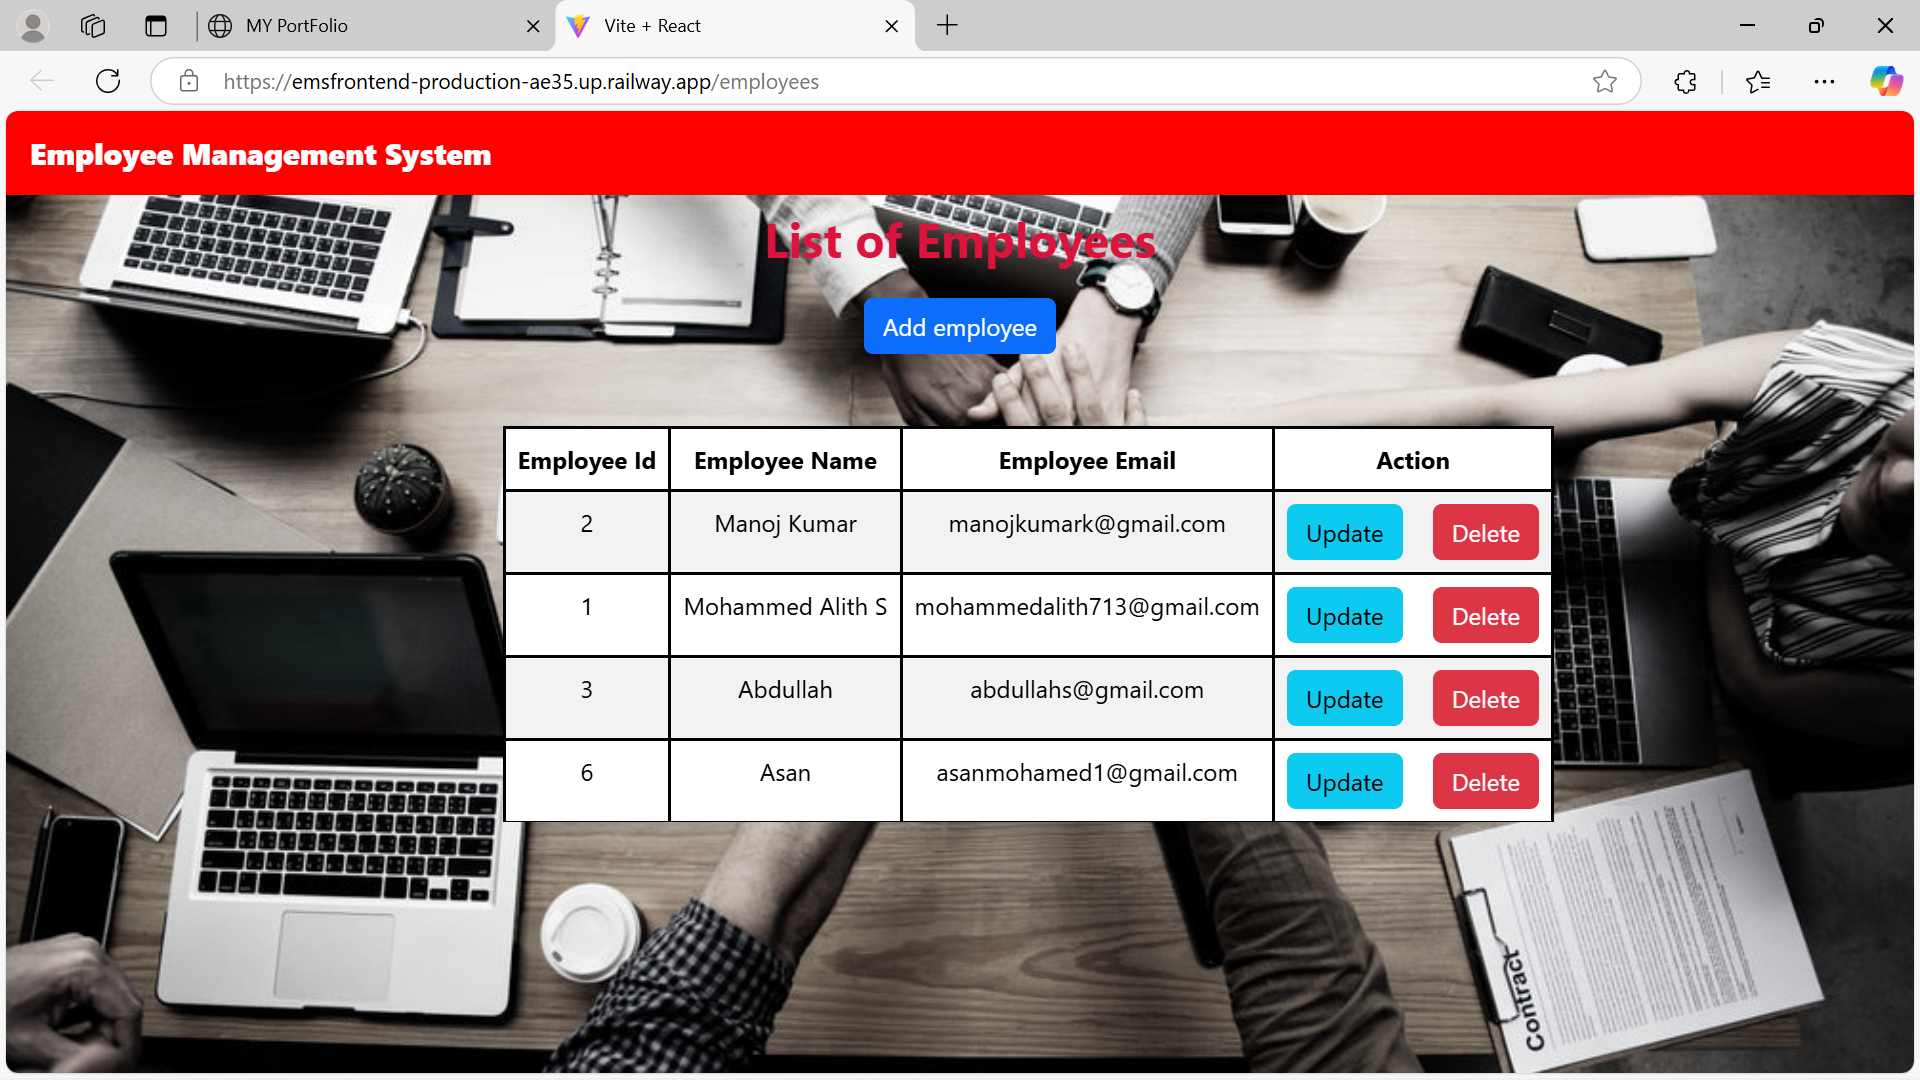 MY PortFolio
Vite + React
https://emsfrontend-production-ae35.up.railway.app/employees
Employee Management System
List of Employees
Add employee
Employee Id Employee Name Employee Email Action
2 Manoj Kumar manojkumark@gmail.com Update Delete
1 Mohammed Alith S mohammedalith713@gmail.com Update Delete
3 Abdullah abdullahs@gmail.com Update Delete
6 Asan asanmohamed1@gmail.com Update Delete
Contract